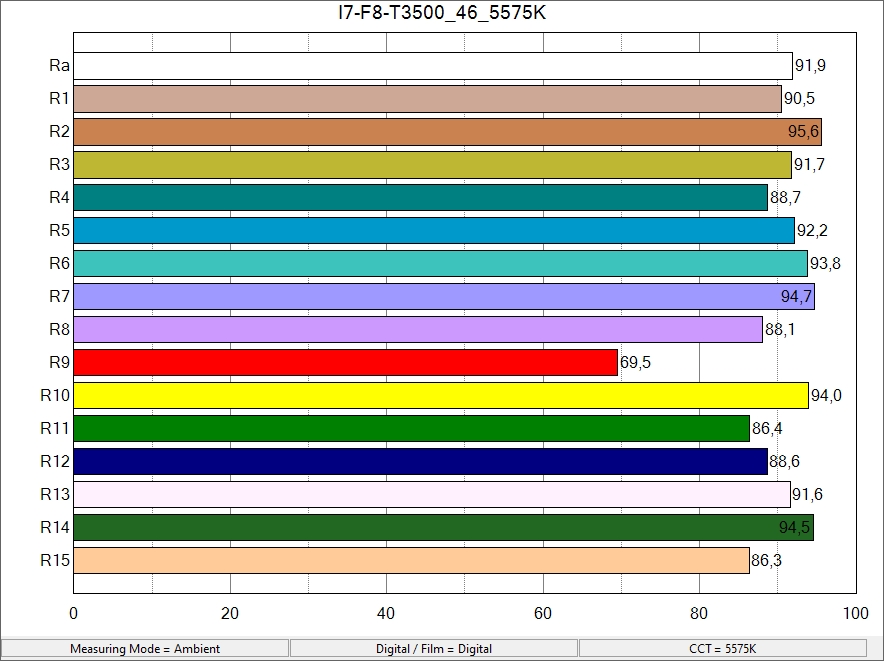 I7-F8-T3500_46_5575K
Ra 91,9
R1 90,5
R2 95,6
R3 91,7
R4 88,7
R5 92,2
R6 93,8
R7 94,7
R8 88,1
R9 69,5
R10 94,0
R11 86,4
R12 88,6
R13 91,6
R14 94,5
R15 86,3
0 20 40 60 80 100
Measuring Mode = Ambient Digital / Film = Digital CCT = 5575K